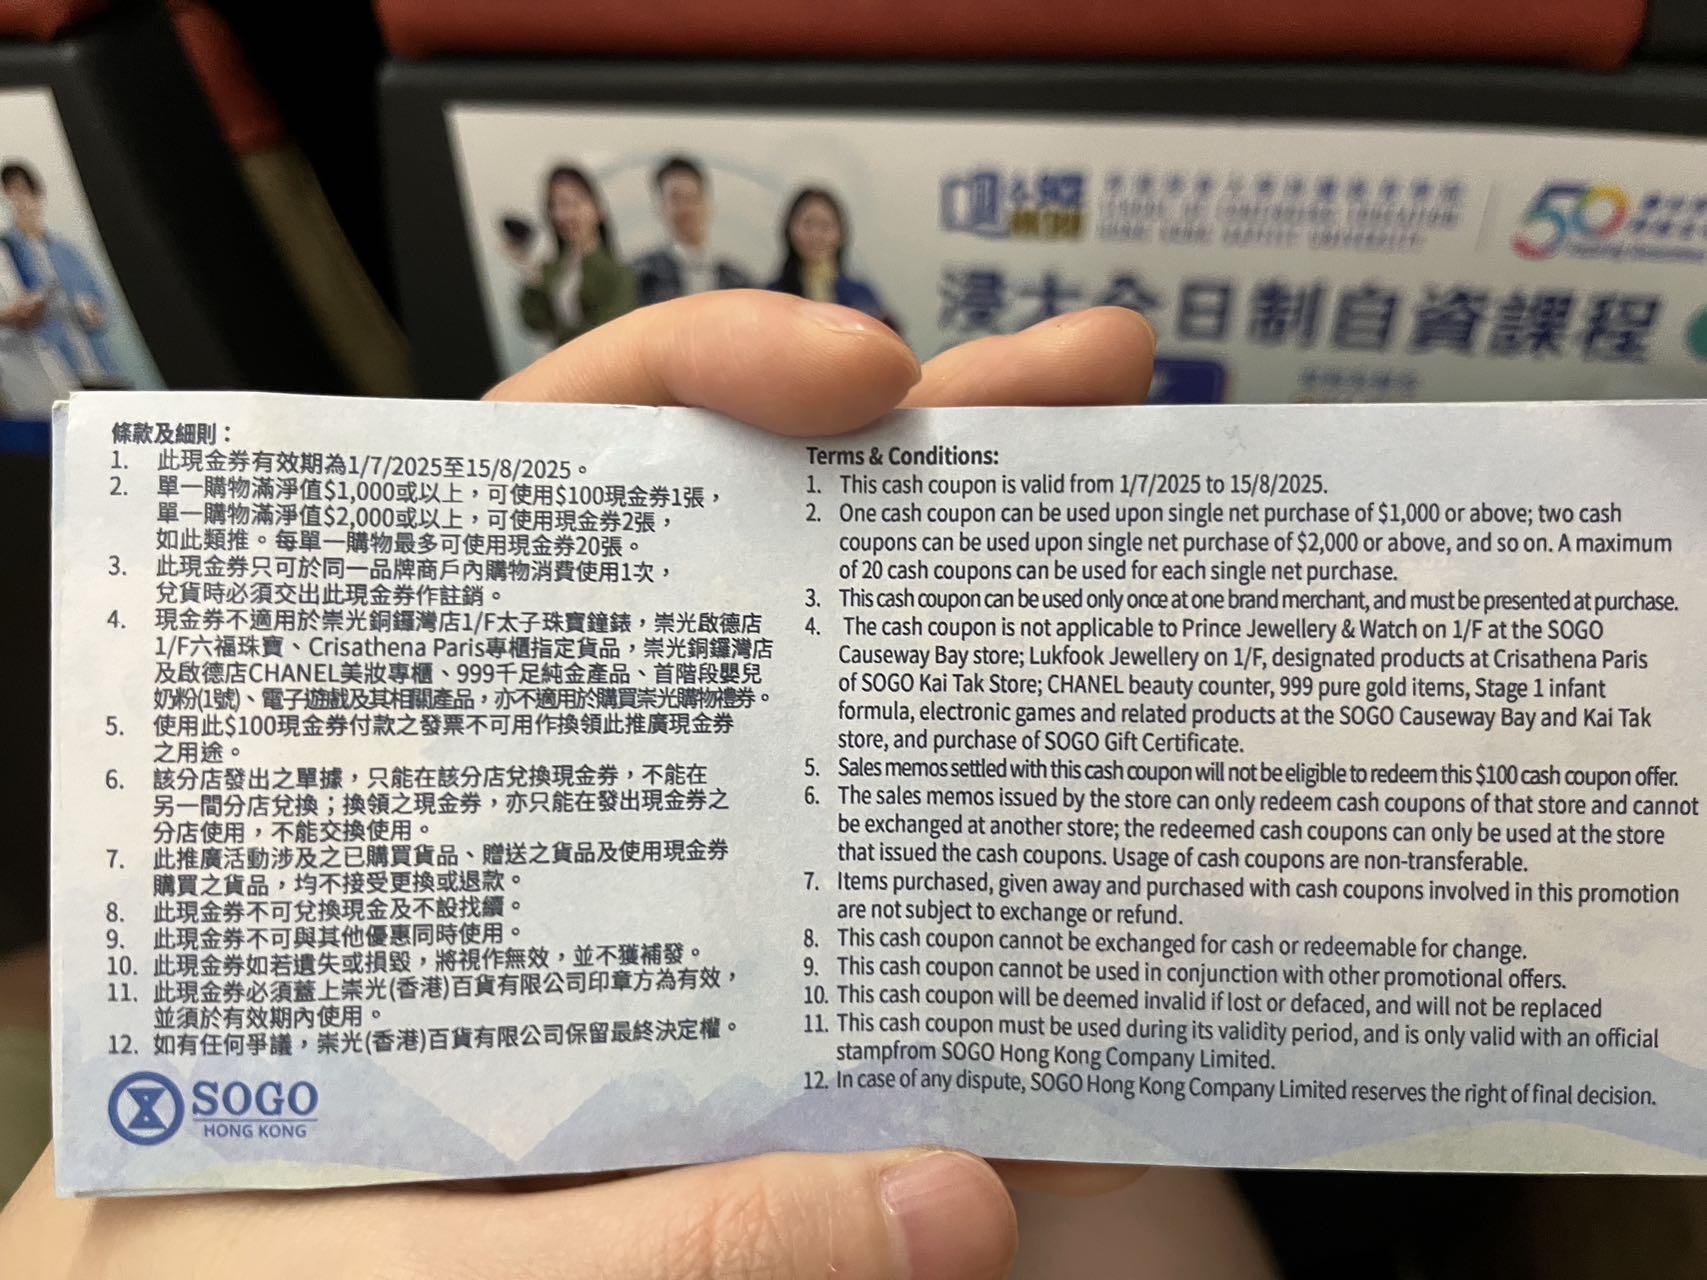 浸大全日制自資課程
50
條款及細則：
1. 此現金券有效期為1/7/2025至15/8/2025。
2. 單一購物滿淨值$1,000或以上，可使用$100現金券1張，
單一購物滿淨值$2,000或以上，可使用現金券2張，
如此類推。每單一購物最多可使用現金券20張。
3. 此現金券只可於同一品牌商戶內購物消費使用1次，
兌貨時必須交出此現金券作註銷。
4. 現金券不適用於崇光銅鑼灣店1/F太子珠寶鐘錶，崇光啟德店
1/F六福珠寶、Crisathena Paris專櫃指定貨品，崇光銅鑼灣店
及啟德店CHANEL美妝專櫃、999千足純金產品、首階段嬰兒
奶粉(1號)、電子遊戲及其相關產品，亦不適用於購買崇光購物禮券。
5. 使用此$100現金券付款之發票不可用作換領此推廣現金券
之用途。
6. 該分店發出之單據，只能在該分店兌換現金券，不能在
另一間分店兌換；換領之現金券，亦只能在發出現金券之
分店使用，不能交換使用。
7. 此推廣活動涉及之已購買貨品、贈送之貨品及使用現金券
購買之貨品，均不接受更換或退款。
8. 此現金券不可兌換現金及不設找續。
9. 此現金券不可與其他優惠同時使用。
10. 此現金券如若遺失或損毀，將視作無效，並不獲補發。
11. 此現金券必須蓋上崇光(香港)百貨有限公司印章方為有效，
並須於有效期內使用。
12. 如有任何爭議，崇光(香港)百貨有限公司保留最終決定權。
SOGO
HONG KONG
Terms & Conditions:
1. This cash coupon is valid from 1/7/2025 to 15/8/2025.
2. One cash coupon can be used upon single net purchase of $1,000 or above; two cash
coupons can be used upon single net purchase of $2,000 or above, and so on. A maximum
of 20 cash coupons can be used for each single net purchase.
3. This cash coupon can be used only once at one brand merchant, and must be presented at purchase.
4. The cash coupon is not applicable to Prince Jewellery & Watch on 1/F at the SOGO
Causeway Bay store; Lukfook Jewellery on 1/F, designated products at Crisathena Paris
of SOGO Kai Tak Store; CHANEL beauty counter, 999 pure gold items, Stage 1 infant
formula, electronic games and related products at the SOGO Causeway Bay and Kai Tak
store, and purchase of SOGO Gift Certificate.
5. Sales memos settled with this cash coupon will not be eligible to redeem this $100 cash coupon offer.
6. The sales memos issued by the store can only redeem cash coupons of that store and cannot
be exchanged at another store; the redeemed cash coupons can only be used at the store
that issued the cash coupons. Usage of cash coupons are non-transferable.
7. Items purchased, given away and purchased with cash coupons involved in this promotion
are not subject to exchange or refund.
8. This cash coupon cannot be exchanged for cash or redeemable for change.
9. This cash coupon cannot be used in conjunction with other promotional offers.
10. This cash coupon will be deemed invalid if lost or defaced, and will not be replaced
11. This cash coupon must be used during its validity period, and is only valid with an official
stampfrom SOGO Hong Kong Company Limited.
12. In case of any dispute, SOGO Hong Kong Company Limited reserves the right of final decision.